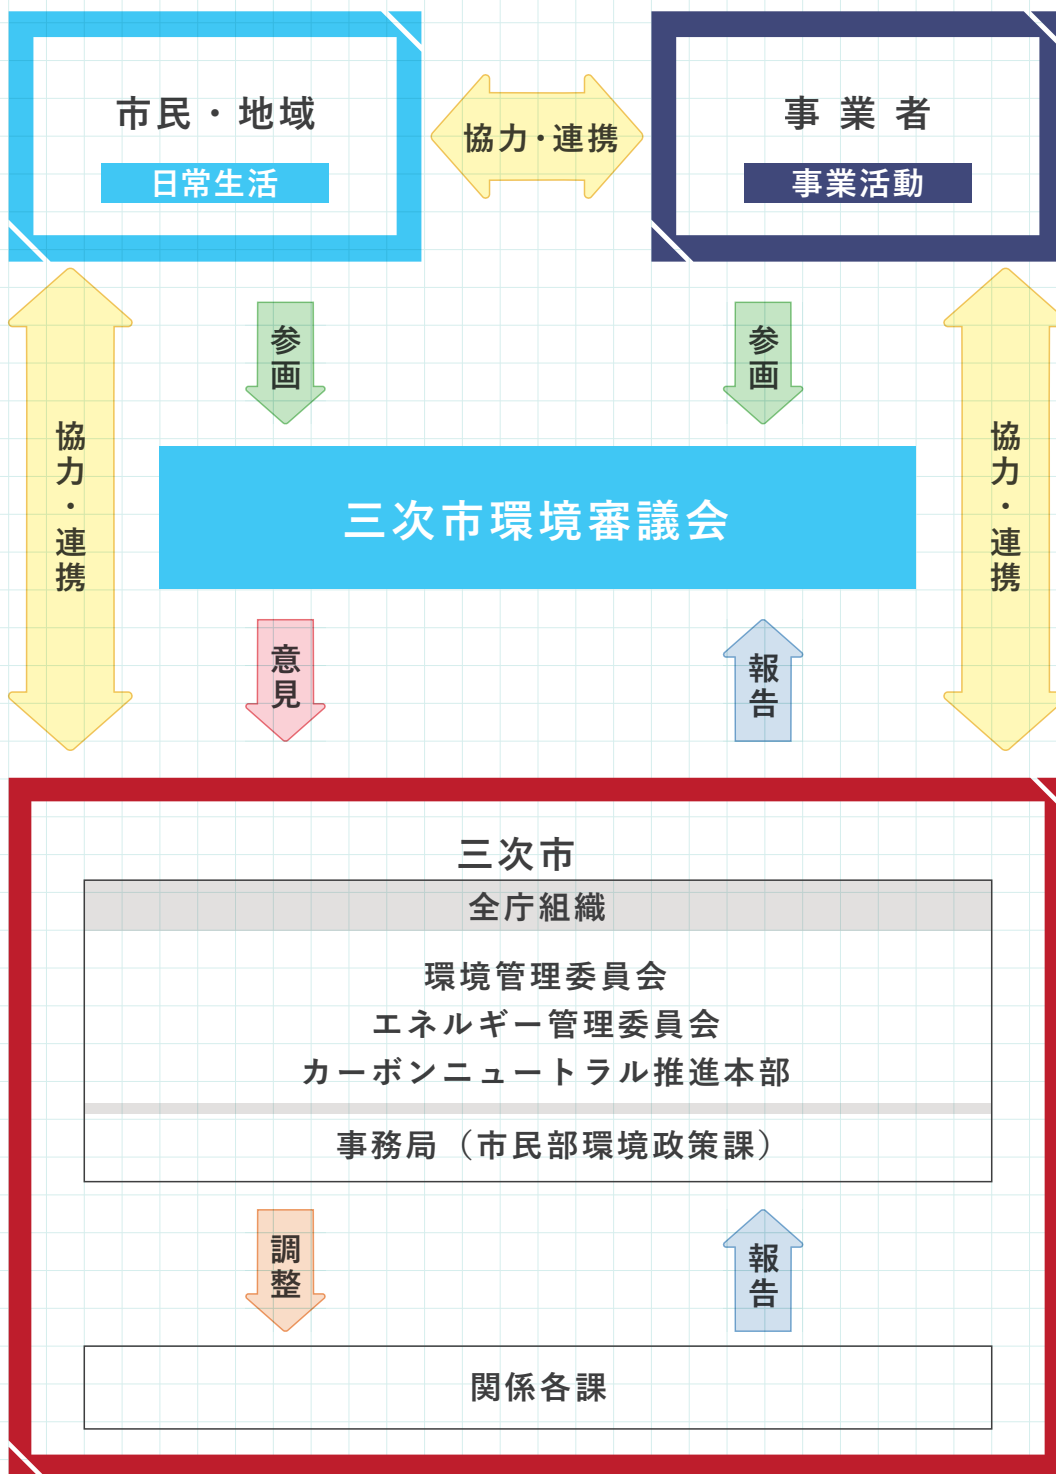 市民・地域
日常生活
協力・連携
事業者
事業活動
参画
参画
協力・連携
協力・連携
三次市環境審議会
意見
報告
三次市
全庁組織
環境管理委員会
エネルギー管理委員会
カーボンニュートラル推進本部
事務局（市民部環境政策課）
調整
報告
関係各課